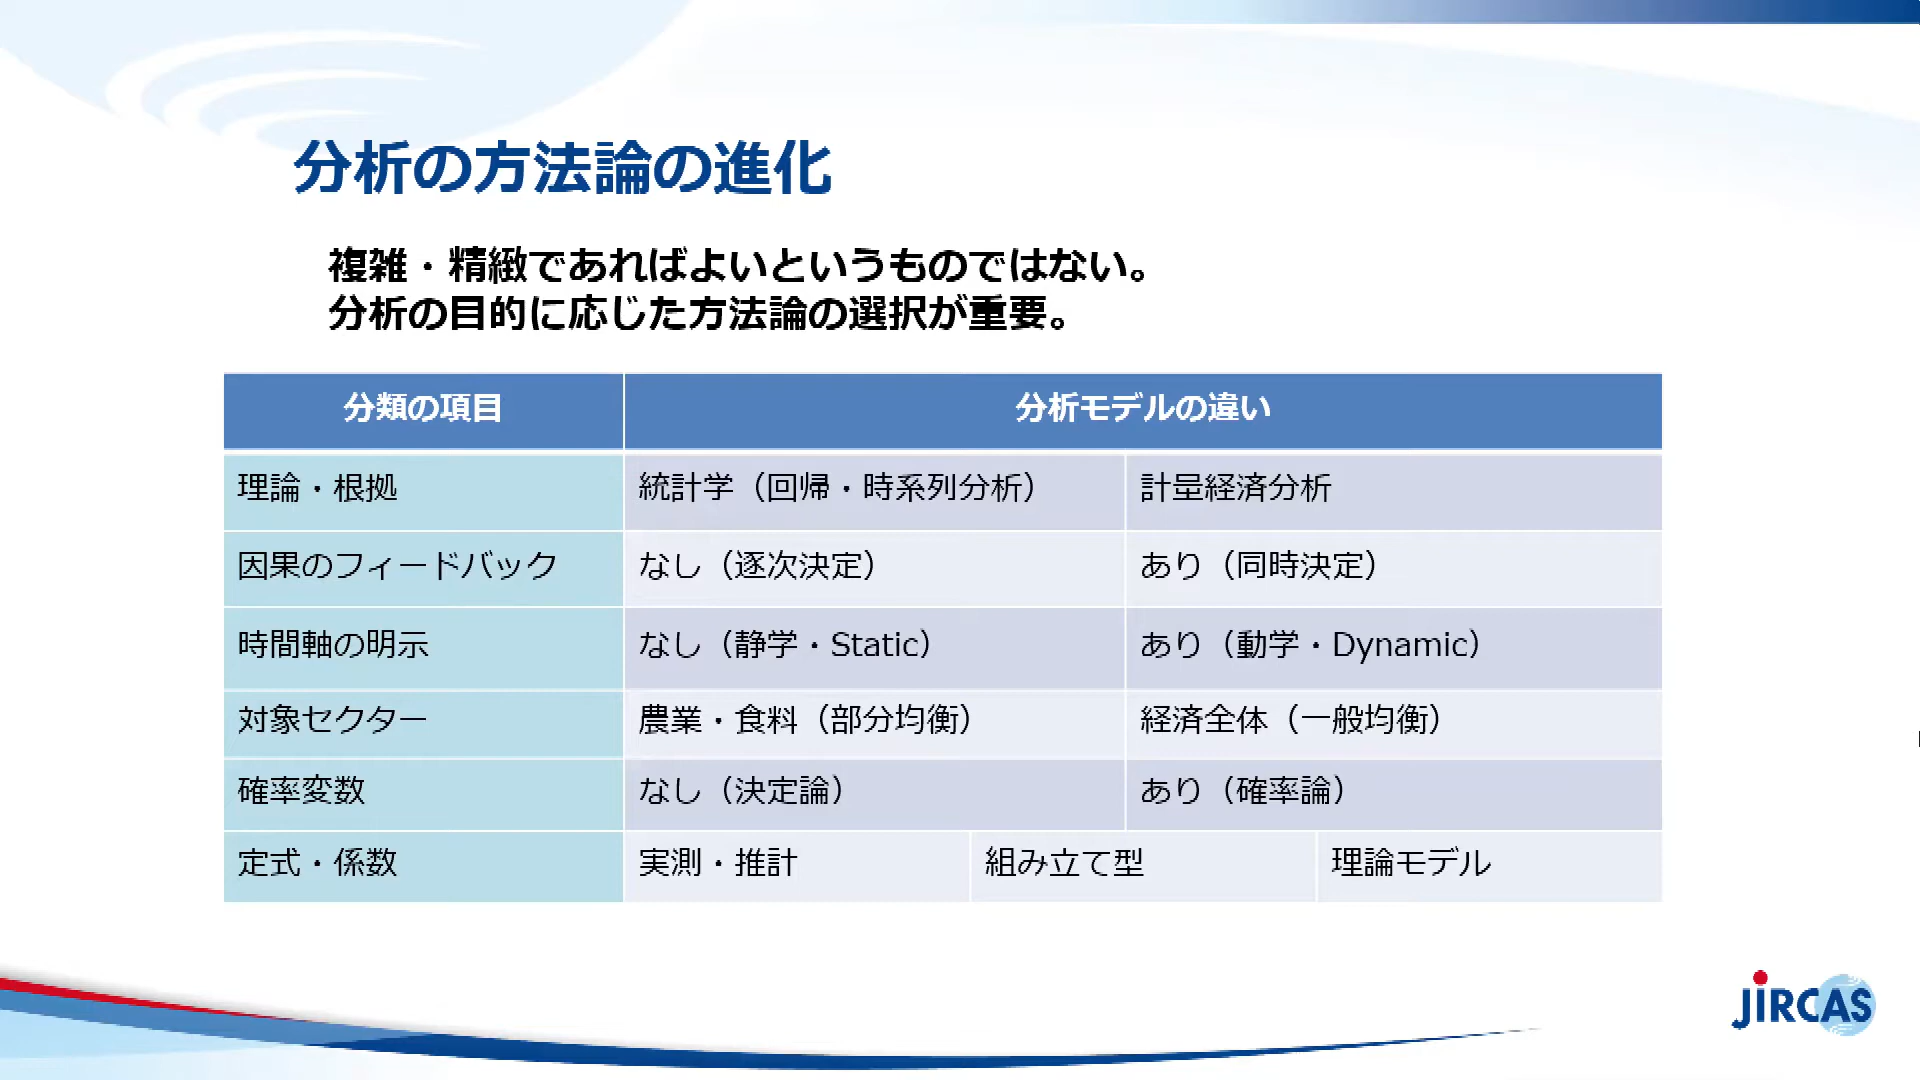 分析の方法論の進化
複雑・精緻であればよいというものではない。
分析の目的に応じた方法論の選択が重要。
分類の項目 分析モデルの違い
理論・根拠 統計学（回帰・時系列分析） 計量経済分析
因果のフィードバック なし（逐次決定） あり（同時決定）
時間軸の明示 なし（静学・Static） あり（動学・Dynamic）
対象セクター 農業・食料（部分均衡） 経済全体（一般均衡）
確率変数 なし（決定論） あり（確率論）
定式・係数 実測・推計 組み立て型 理論モデル
JIRCAS